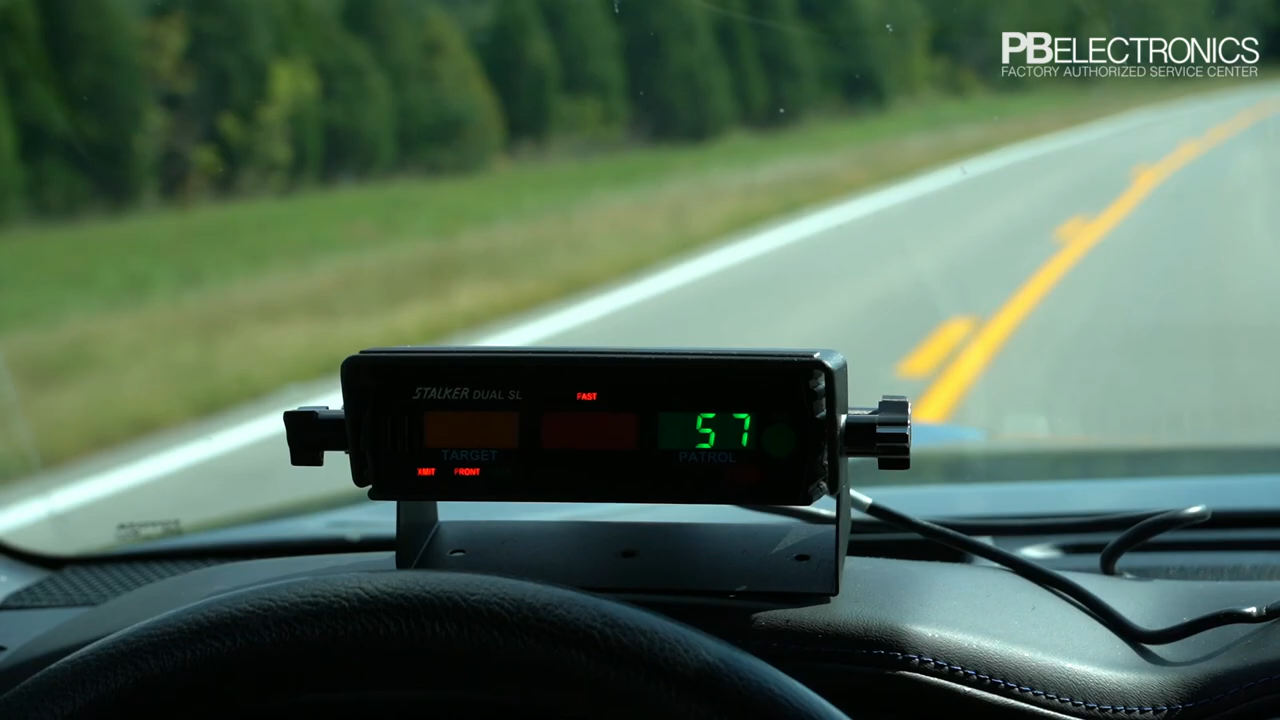 PBELECTRONICS
FACTORY AUTHORIZED SERVICE CENTER
STALKER DUAL SL
FAST
57
TARGET
PATROL
XMIT FRONT